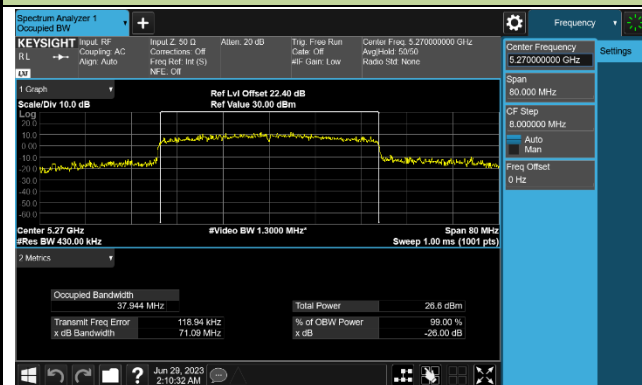 Spectrum Analyzer 1
Occupied BW
Frequency
KEYSIGHT
RL
LXI
Input: RF
Coupling: AC
Align: Auto
Input Z: 50 Ω
Corrections: Off
Freq Ref: Int (S)
NFE: Off
Atten: 20 dB
Trig: Free Run
Gate: Off
#IF Gain: Low
Center Freq: 5.270000000 GHz
Avg|Hold: 50/50
Radio Std: None
Center Frequency
5.270000000 GHz
Settings
Span
80.000 MHz
CF Step
8.000000 MHz
Auto
Man
Freq Offset
0 Hz
1 Graph
Scale/Div 10.0 dB
Ref Lvl Offset 22.40 dB
Ref Value 30.00 dBm
Log
20.0
10.0
0.00
-10.0
-20.0
-30.0
-40.0
-50.0
-60.0
Center 5.27 GHz
#Video BW 1.3000 MHz*
Span 80 MHz
#Res BW 430.00 kHz
Sweep 1.00 ms (1001 pts)
2 Metrics
Occupied Bandwidth
37.944 MHz
Total Power 26.6 dBm
Transmit Freq Error 118.94 kHz
% of OBW Power 99.00 %
x dB Bandwidth 71.09 MHz
x dB -26.00 dB
?
Jun 29, 2023
2:10:32 AM